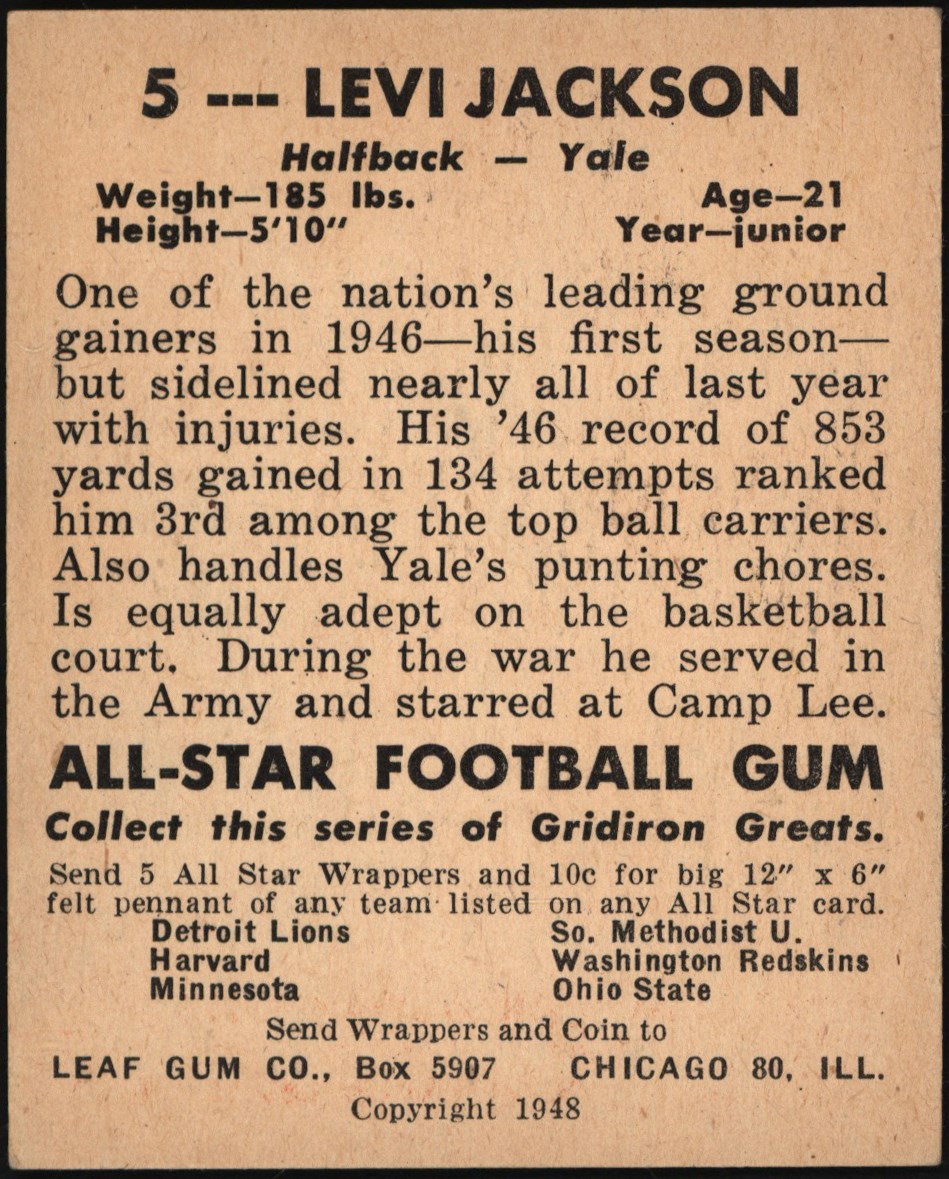 5 --- LEVI JACKSON
Halfback — Yale
Weight—185 lbs. Age—21
Height—5'10" Year—junior
One of the nation's leading ground
gainers in 1946—his first season—
but sidelined nearly all of last year
with injuries. His '46 record of 853
yards gained in 134 attempts ranked
him 3rd among the top ball carriers.
Also handles Yale's punting chores.
Is equally adept on the basketball
court. During the war he served in
the Army and starred at Camp Lee.
ALL-STAR FOOTBALL GUM
Collect this series of Gridiron Greats.
Send 5 All Star Wrappers and 10c for big 12" x 6"
felt pennant of any team listed on any All Star card.
Detroit Lions So. Methodist U.
Harvard Washington Redskins
Minnesota Ohio State
Send Wrappers and Coin to
LEAF GUM CO., Box 5907 CHICAGO 80, ILL.
Copyright 1948